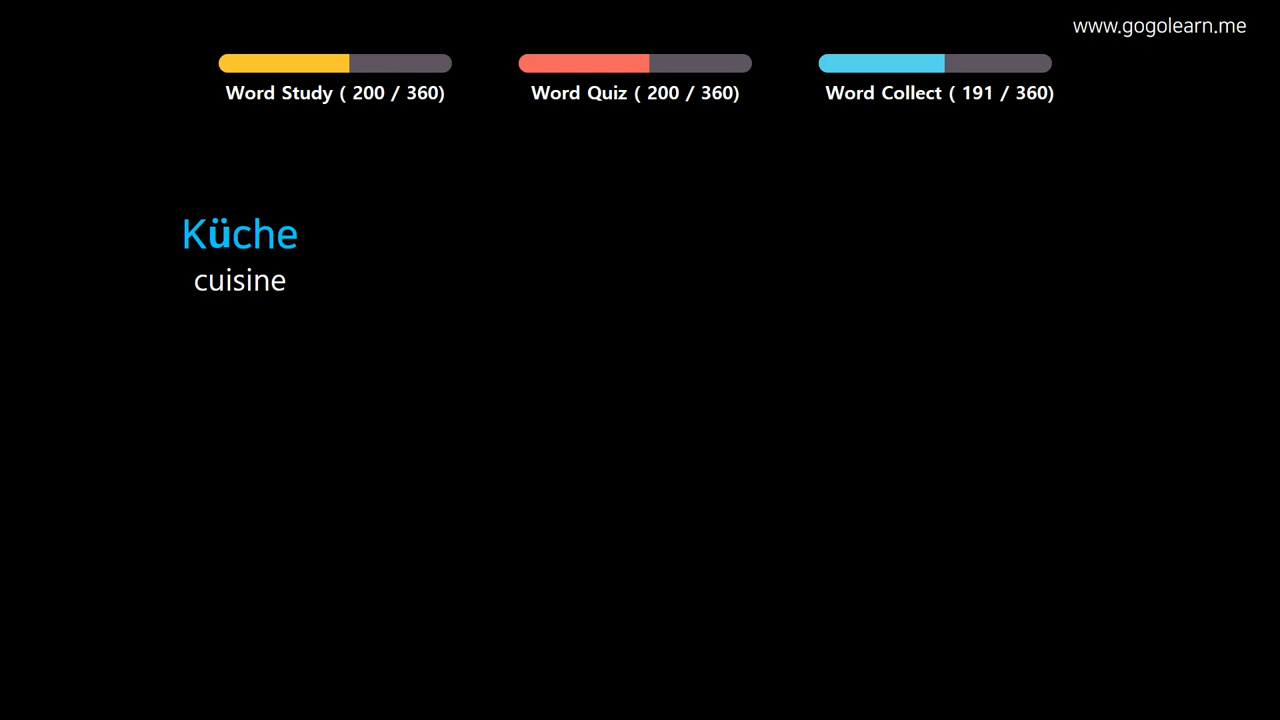 www.gogolearn.me
Word Study ( 200 / 360)
Word Quiz ( 200 / 360)
Word Collect ( 191 / 360)
Küche
cuisine